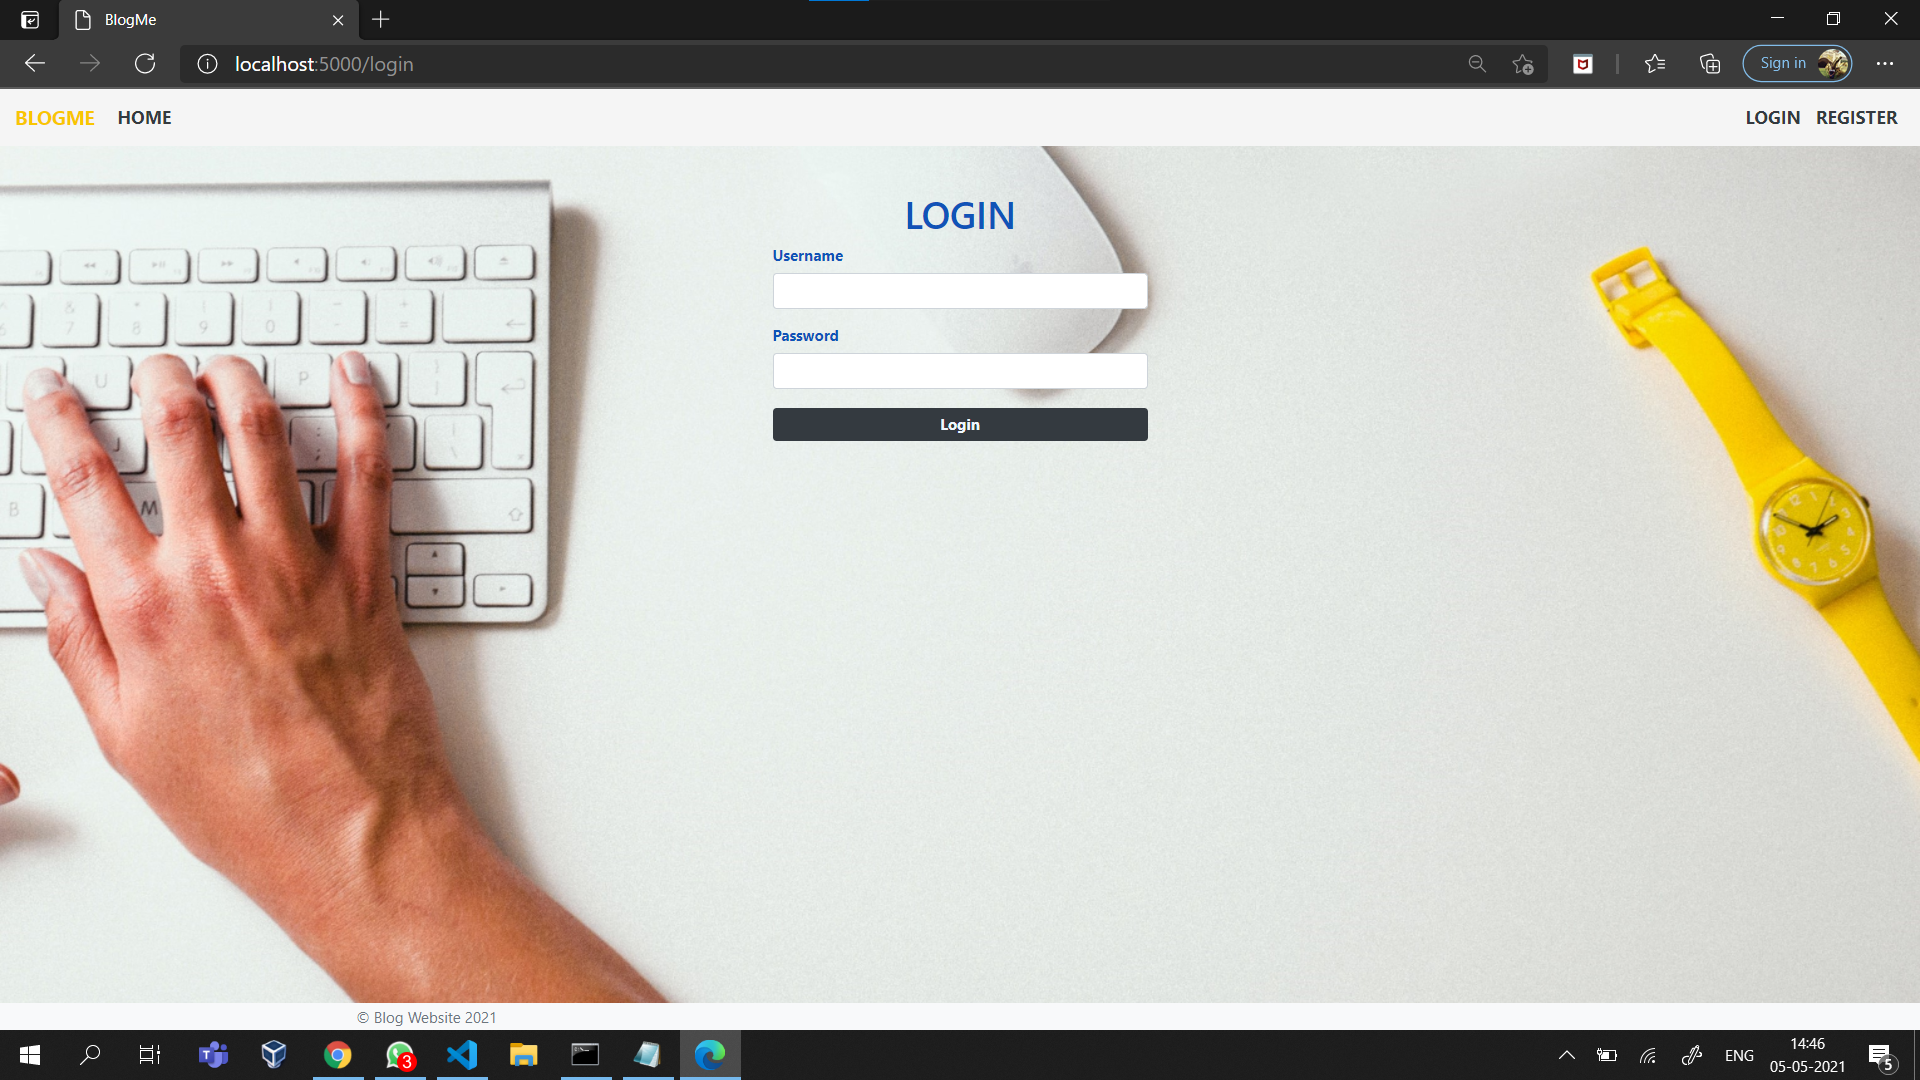 BlogMe
localhost:5000/login
Sign in
BLOGME HOME LOGIN REGISTER
LOGIN
Username
Password
Login
© Blog Website 2021
3
ENG
14:46
05-05-2021
5